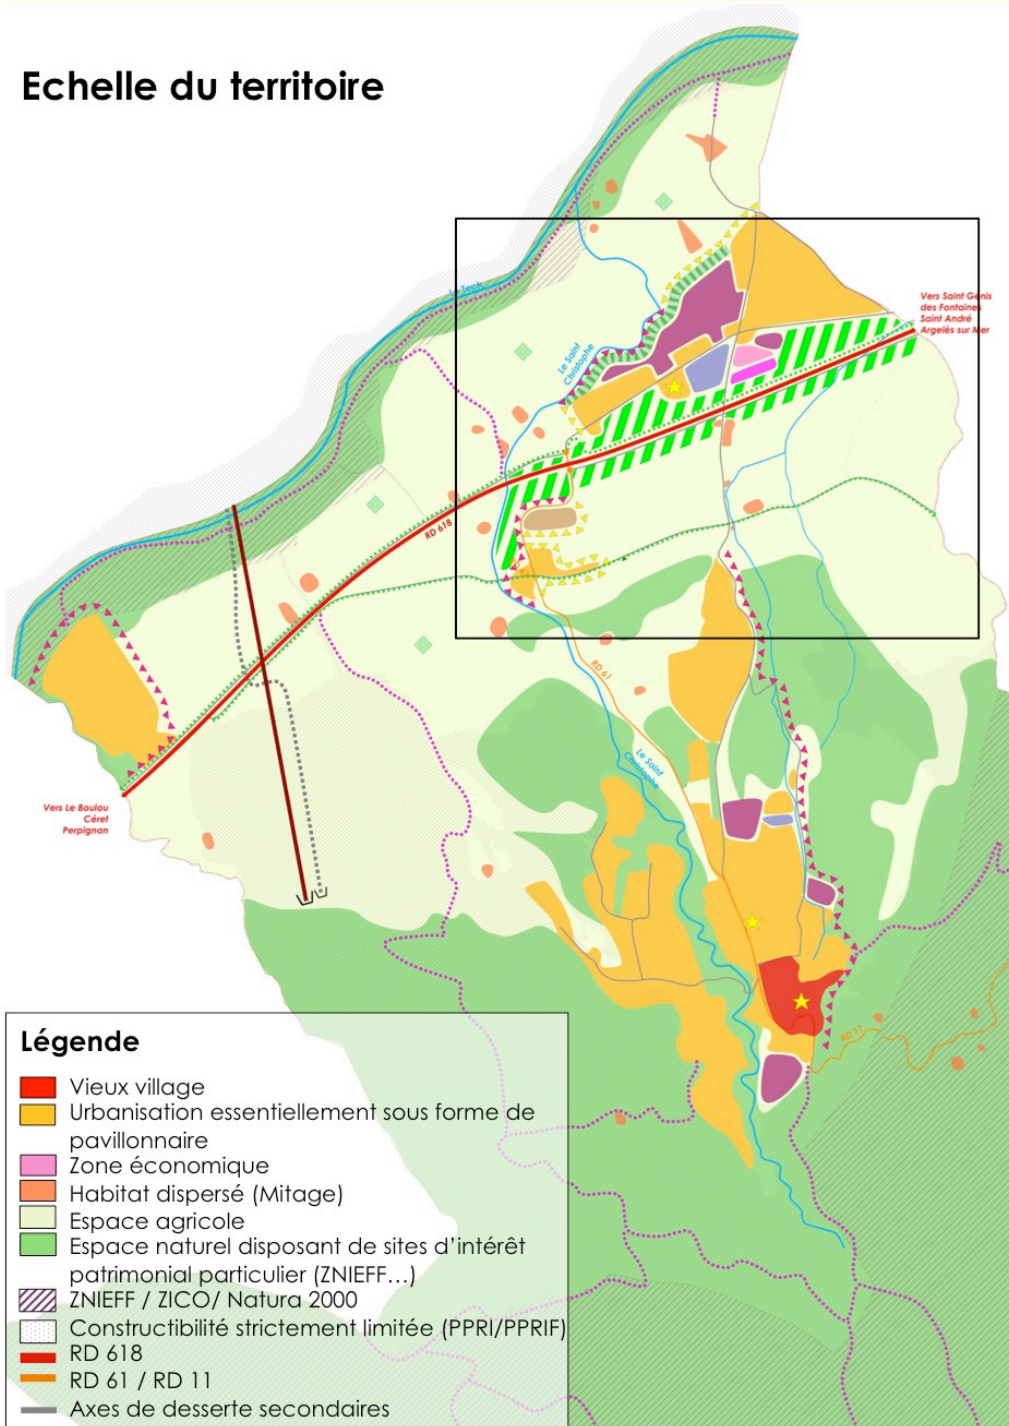 Echelle du territoire
Le Tech
Vers Saint Génis
des Fontaines
Saint André
Argelès sur Mer
Le Saint
Christophe
RD 618
RD 61
RD 61
Le Saint
Christophe
Vers Le Boulou
Céret
Perpignan
RD 11
Légende
Vieux village
Urbanisation essentiellement sous forme de
pavillonnaire
Zone économique
Habitat dispersé (Mitage)
Espace agricole
Espace naturel disposant de sites d'intérêt
patrimonial particulier (ZNIEFF...)
ZNIEFF / ZICO/ Natura 2000
Constructibilité strictement limitée (PPRI/PPRIF)
RD 618
RD 61 / RD 11
Axes de desserte secondaires